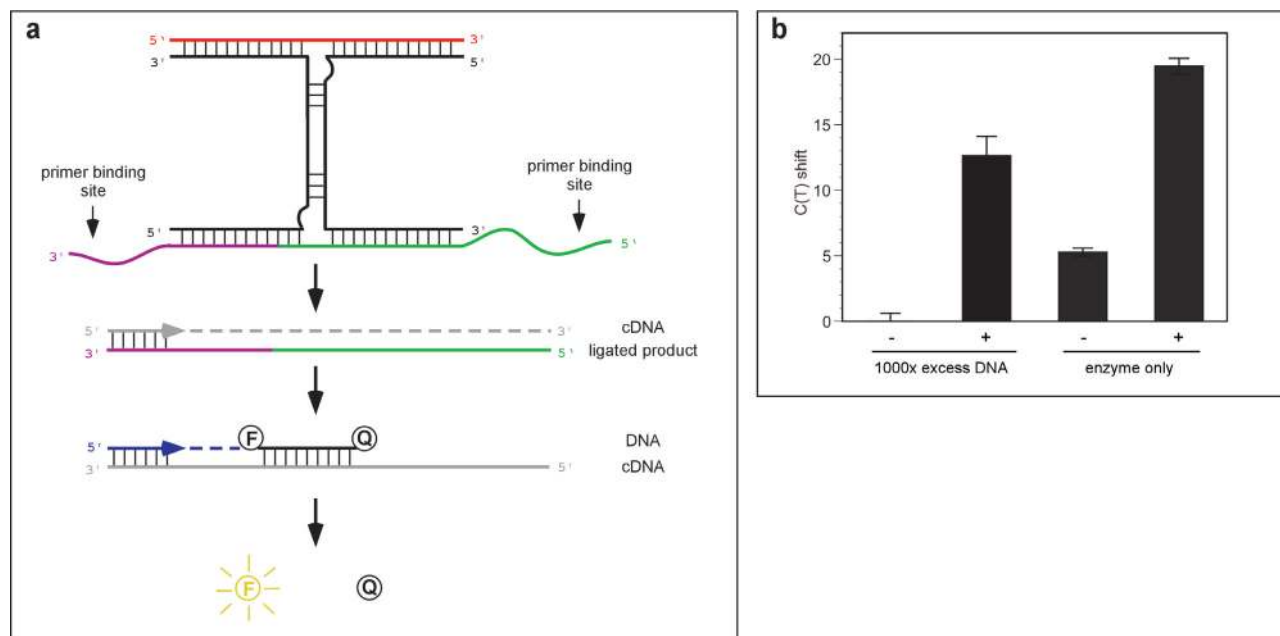 a
5' 3'
3' 5'
primer binding
site
primer binding
site
5' 3'
3' 5'
5' 3' cDNA
3' 5' ligated product
F Q
5' DNA
3' 5' cDNA
F Q
b
C(T) shift
20
15
10
5
0
- + - +
1000x excess DNA enzyme only